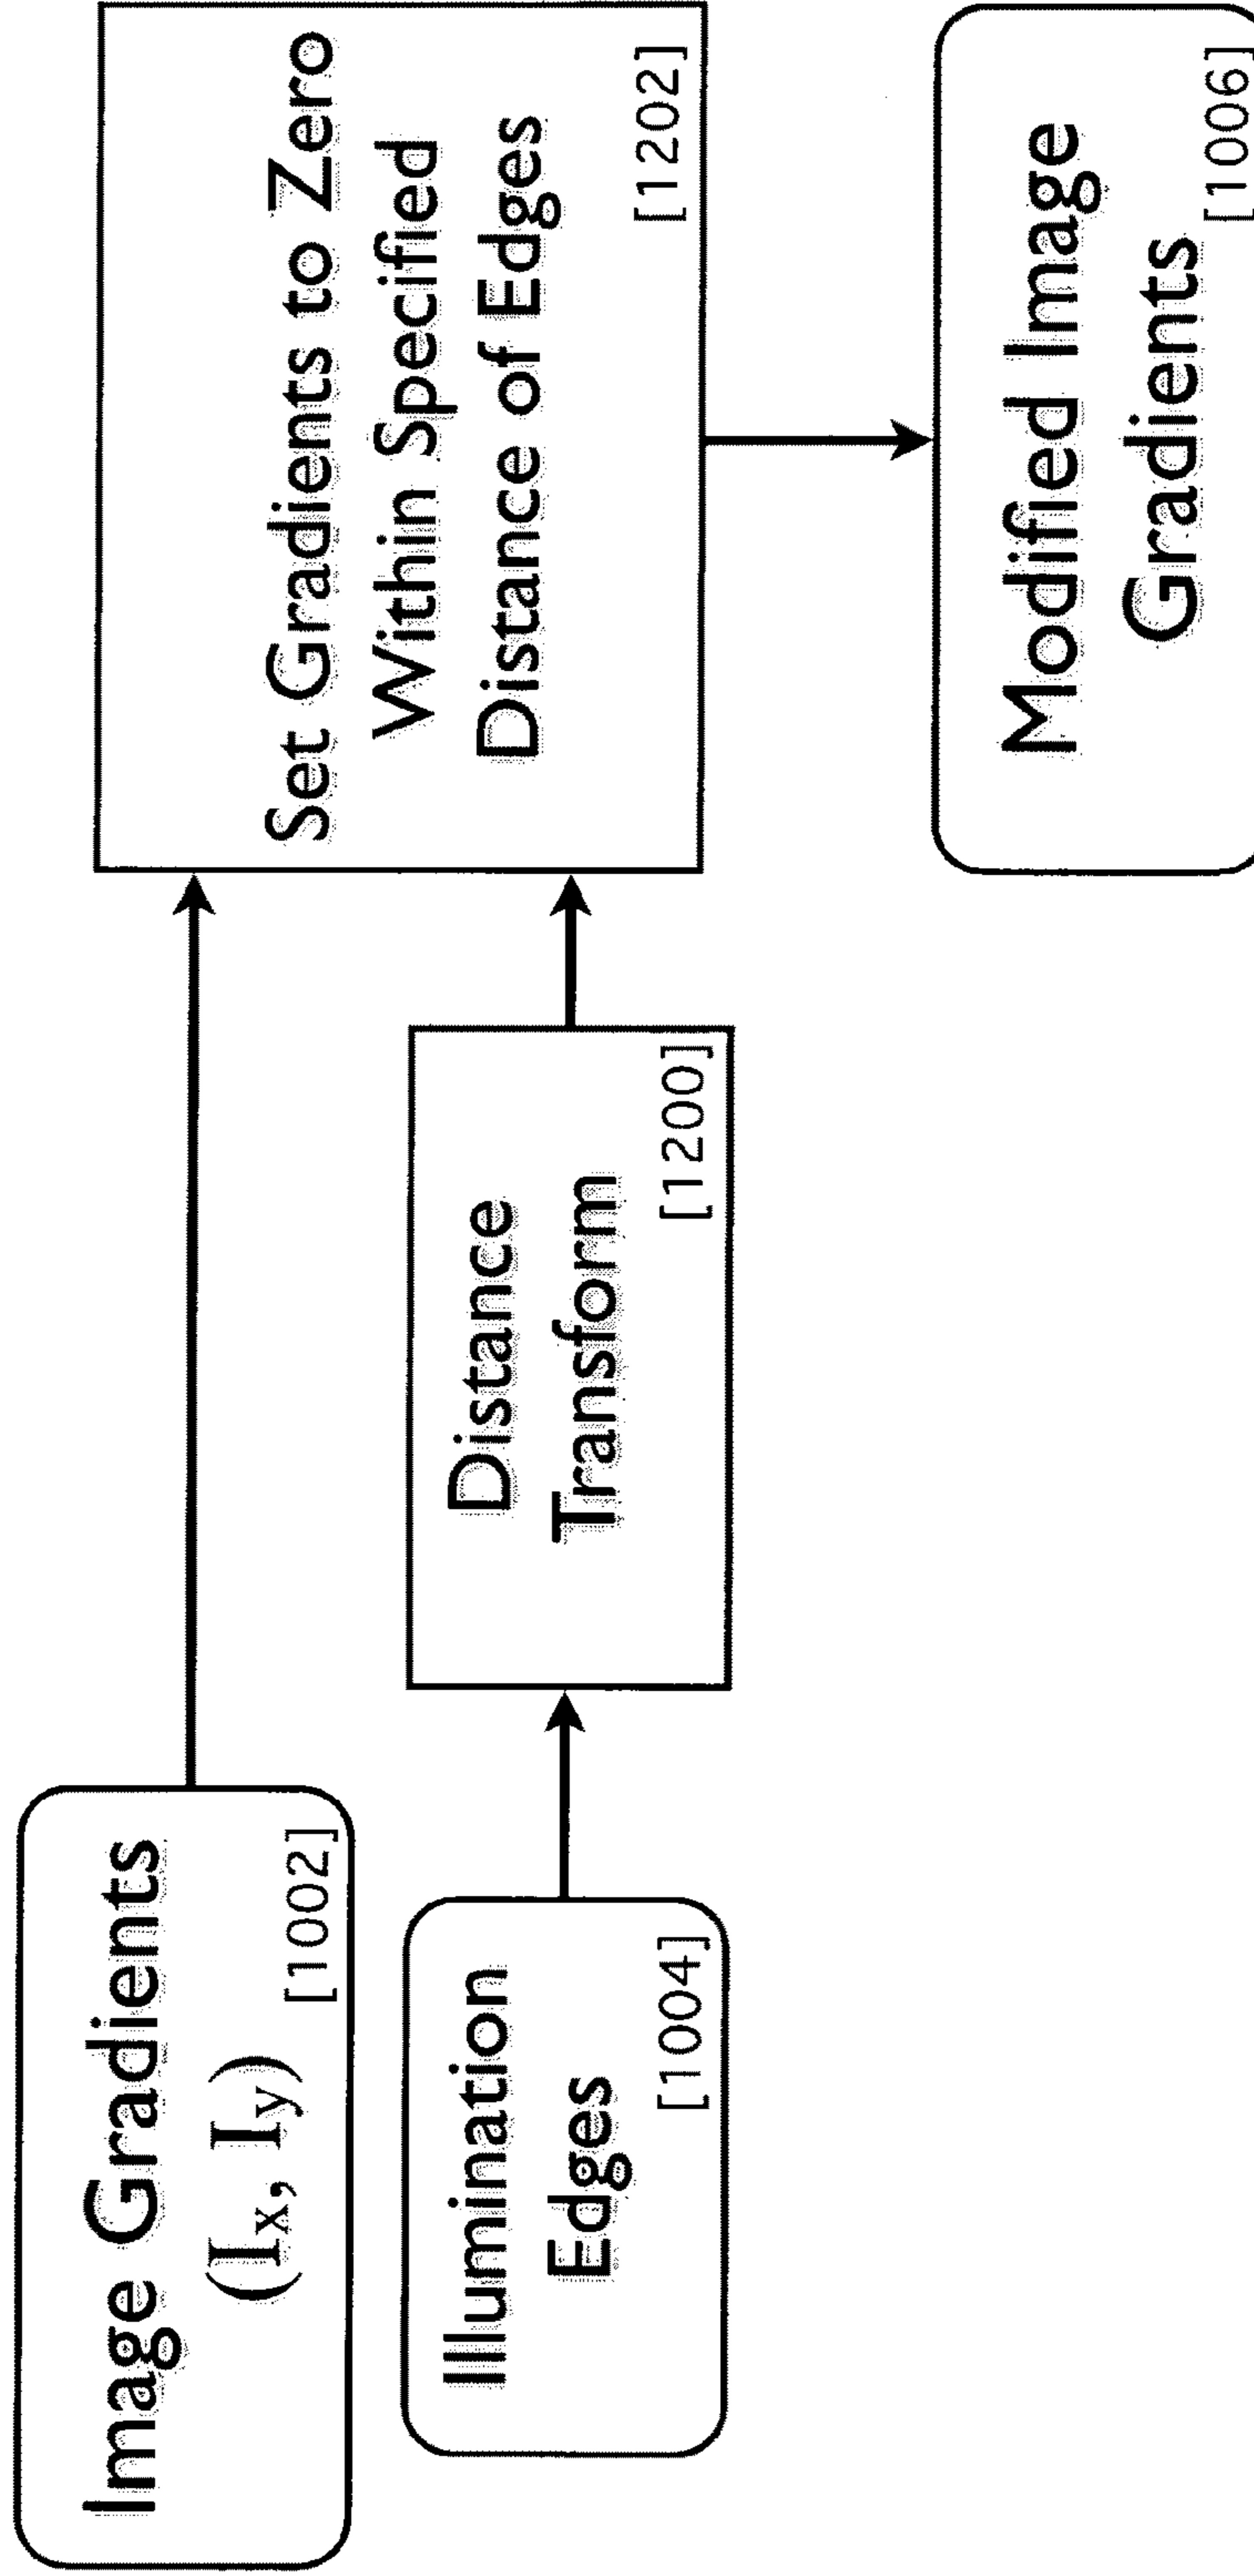 Image Gradients
(Ix, Iy)
[1002]
Illumination
Edges
[1004]
Distance
Transform
[1200]
Set Gradients to Zero
Within Specified
Distance of Edges
[1202]
Modified Image
Gradients
[1006]